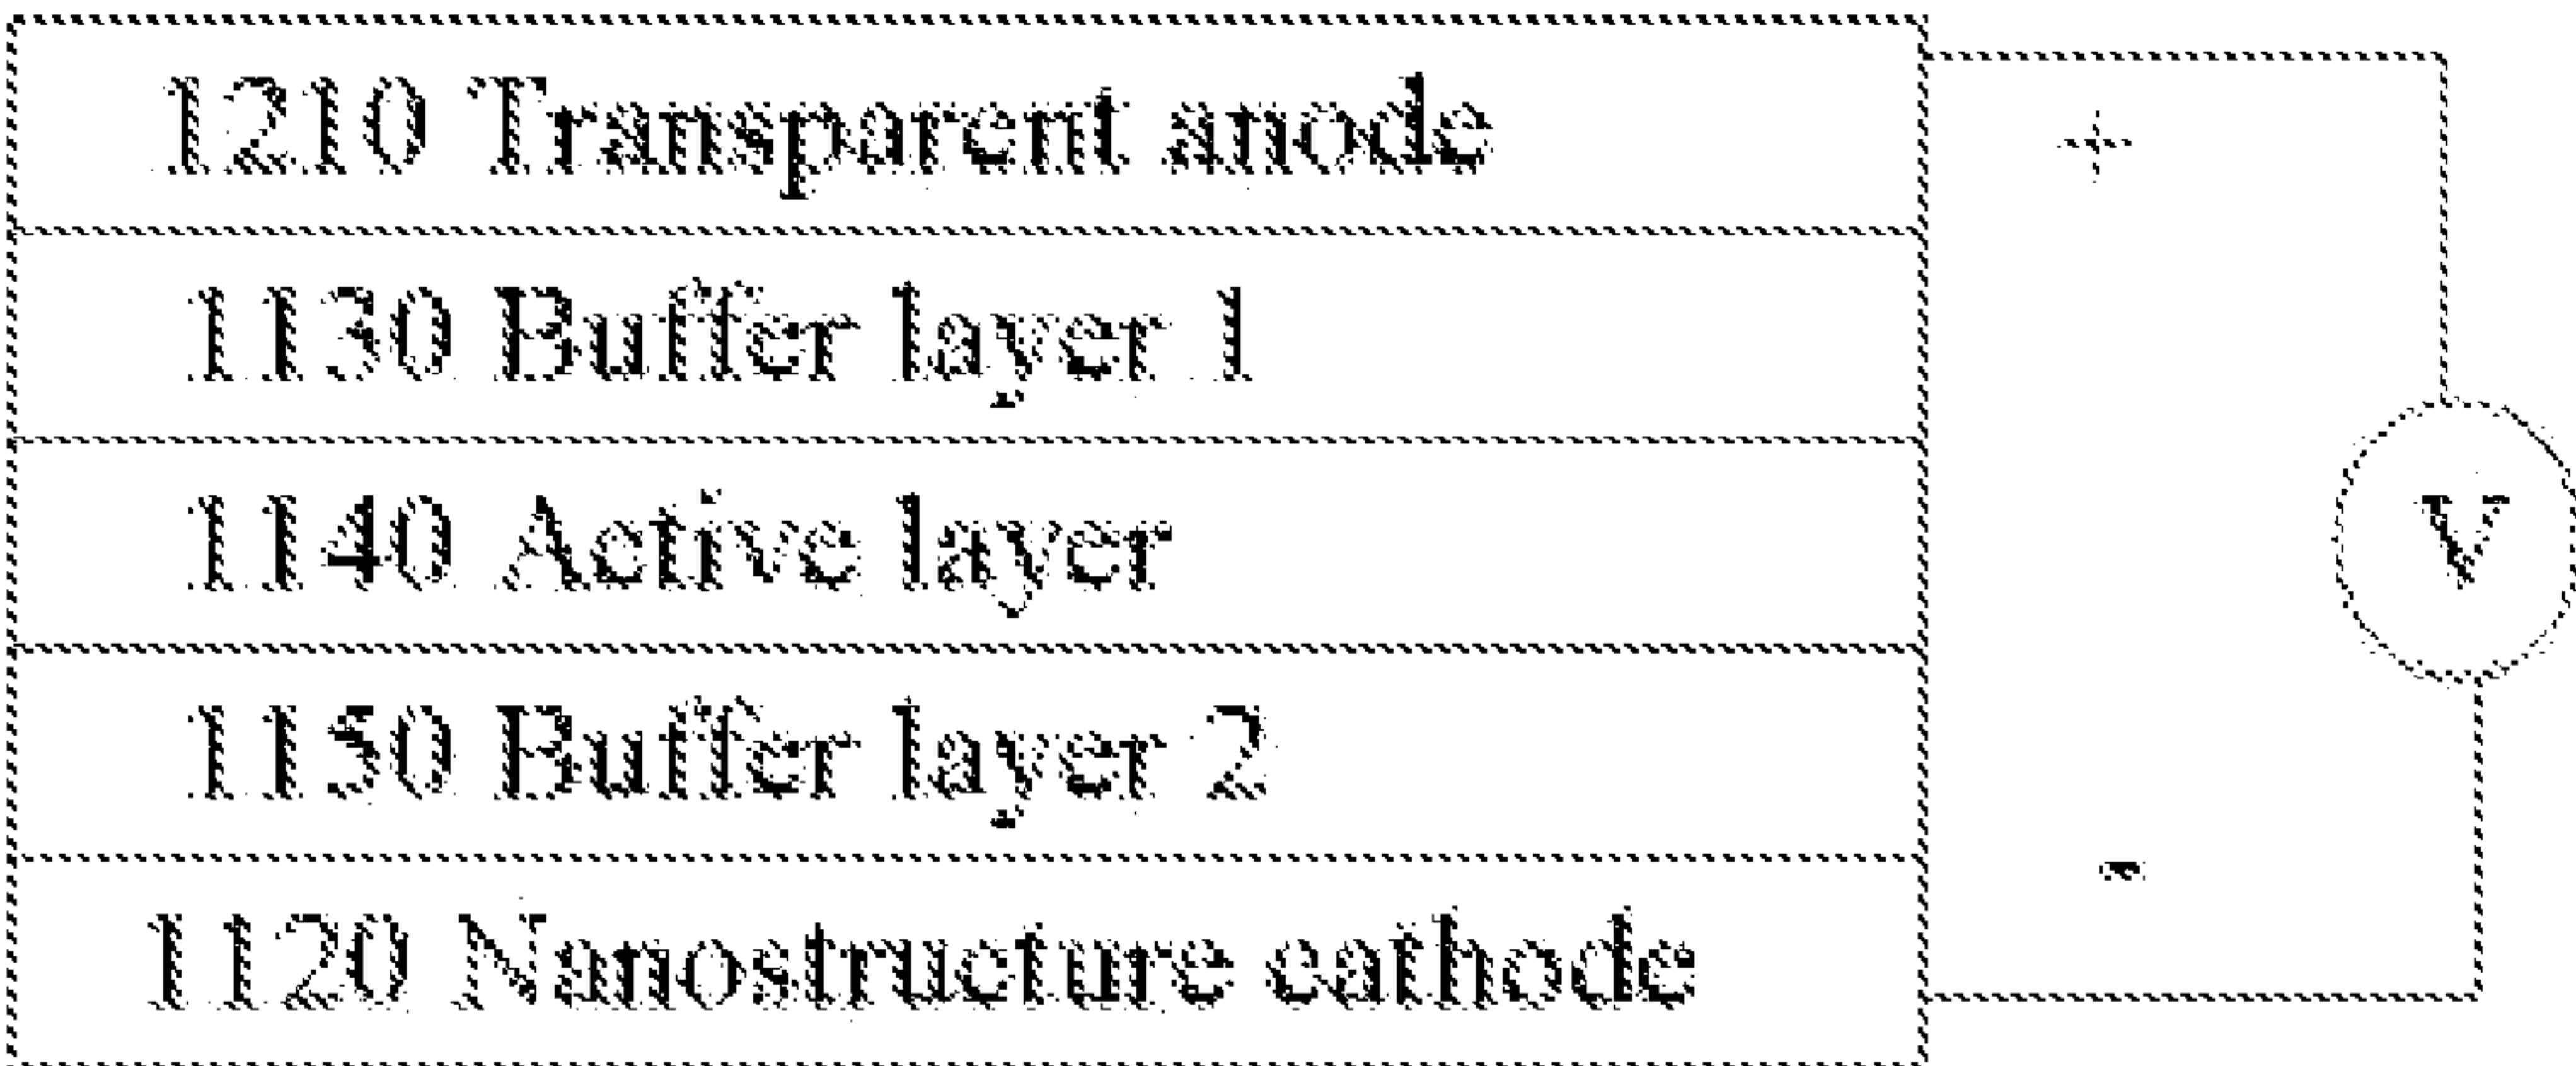 1210 Transparent anode
+
1130 Buffer layer 1
1140 Active layer
V
1150 Buffer layer 2
-
1120 Nanostructure cathode